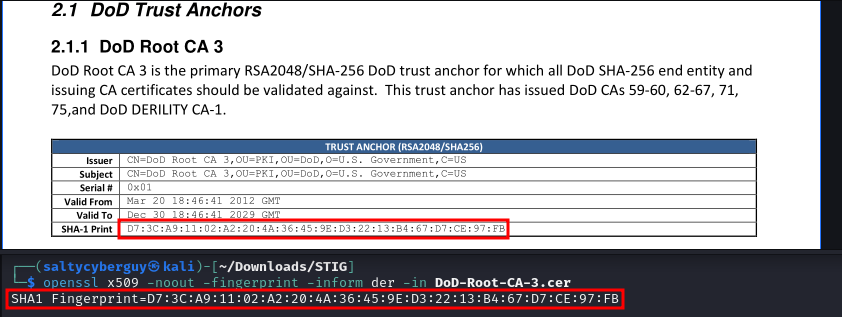 2.1 DoD Trust Anchors
2.1.1 DoD Root CA 3
DoD Root CA 3 is the primary RSA2048/SHA-256 DoD trust anchor for which all DoD SHA-256 end entity and
issuing CA certificates should be validated against. This trust anchor has issued DoD CAs 59-60, 62-67, 71,
75,and DoD DERILITY CA-1.
TRUST ANCHOR (RSA2048/SHA256)
Issuer CN=DoD Root CA 3,OU=PKI,OU=DoD,O=U.S. Government,C=US
Subject CN=DoD Root CA 3,OU=PKI,OU=DoD,O=U.S. Government,C=US
Serial # 0x01
Valid From Mar 20 18:46:41 2012 GMT
Valid To Dec 30 18:46:41 2029 GMT
SHA-1 Print D7:3C:A9:11:02:A2:20:4A:36:45:9E:D3:22:13:B4:67:D7:CE:97:FB
┌──(saltycyberguy㉿kali)-[~/Downloads/STIG]
└─$ openssl x509 -noout -fingerprint -inform der -in DoD-Root-CA-3.cer
SHA1 Fingerprint=D7:3C:A9:11:02:A2:20:4A:36:45:9E:D3:22:13:B4:67:D7:CE:97:FB